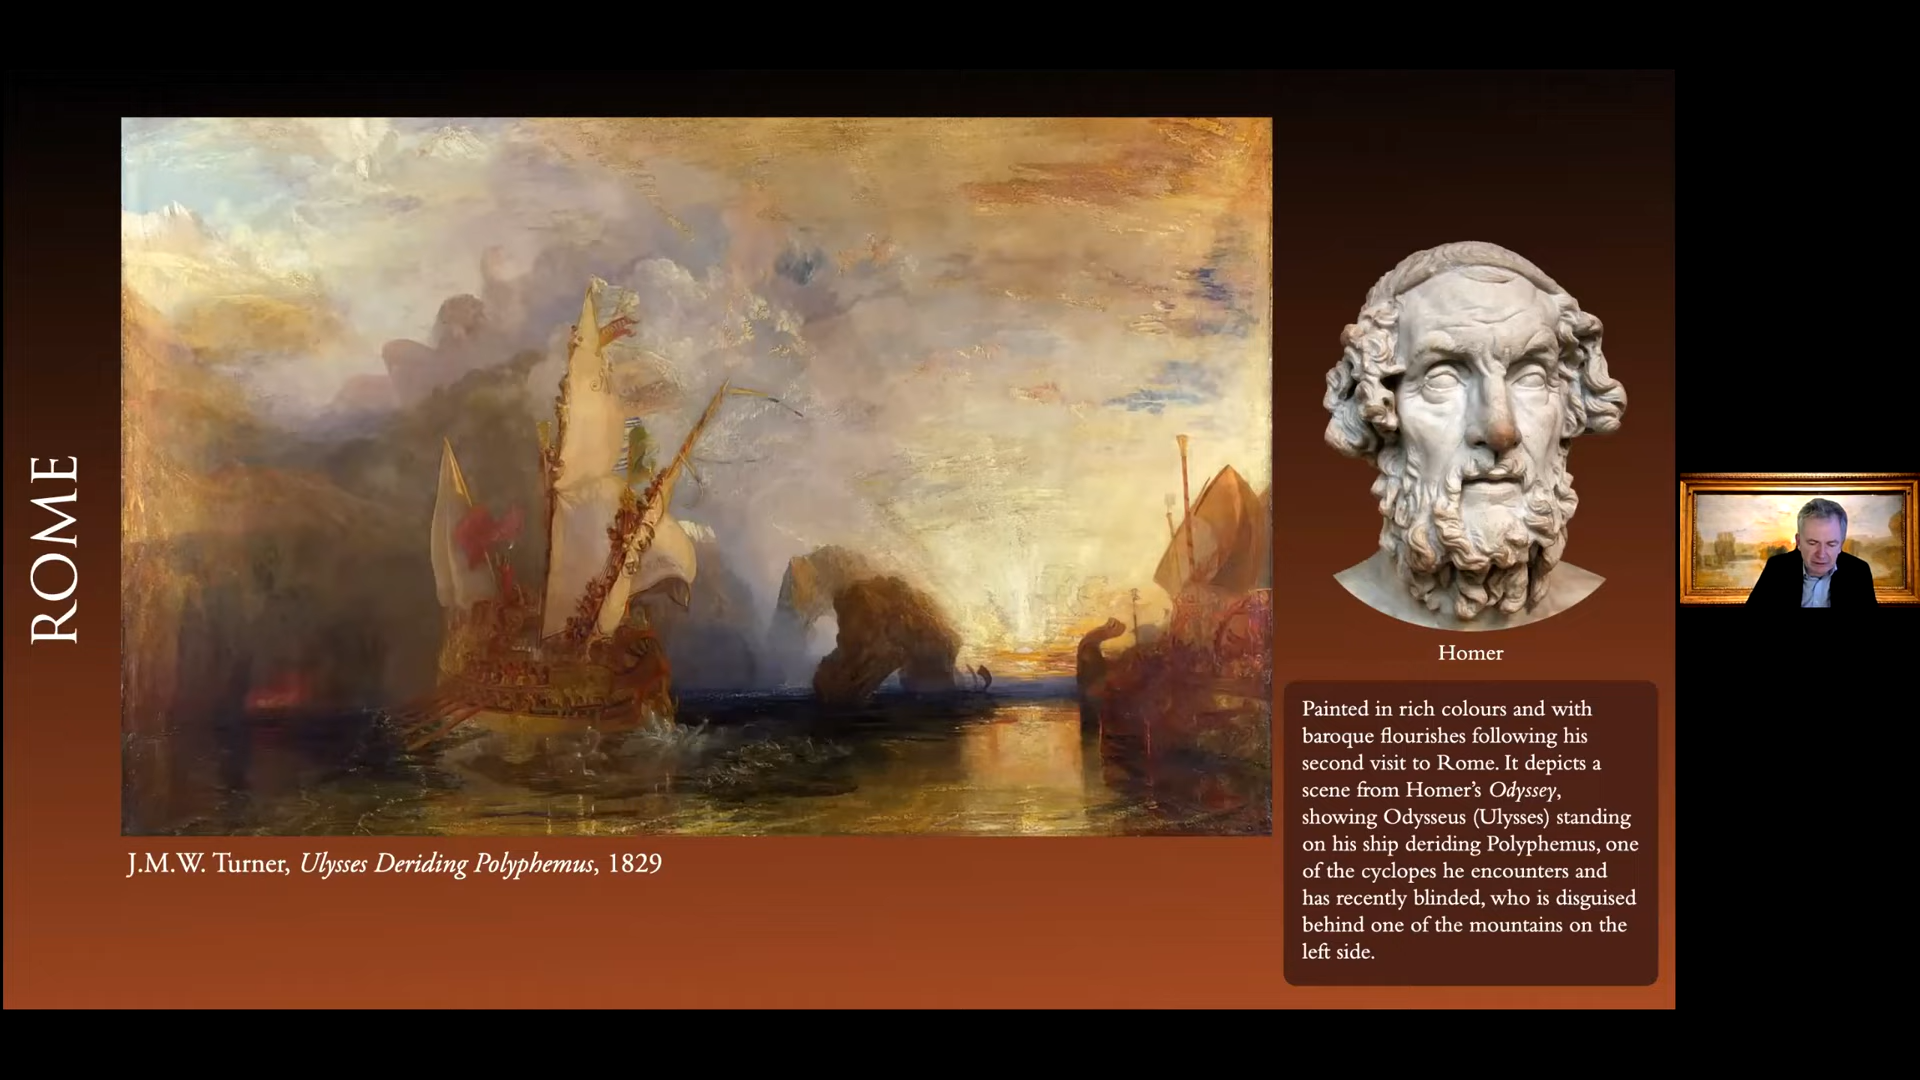 ROME
J.M.W. Turner, Ulysses Deriding Polyphemus, 1829
Homer
Painted in rich colours and with
baroque flourishes following his
second visit to Rome. It depicts a
scene from Homer’s Odyssey,
showing Odysseus (Ulysses) standing
on his ship deriding Polyphemus, one
of the cyclopes he encounters and
has recently blinded, who is disguised
behind one of the mountains on the
left side.